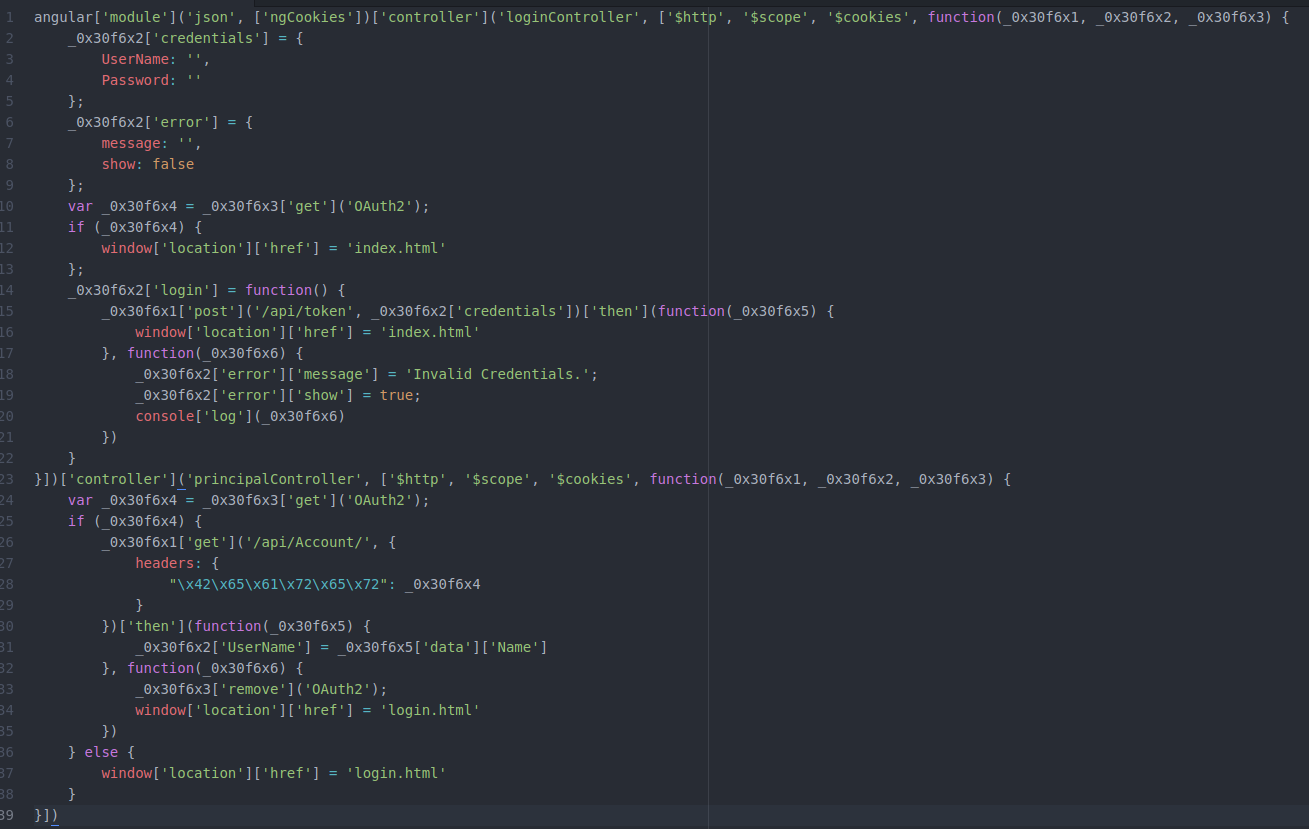 1 angular['module']('json', ['ngCookies'])['controller']('loginController', ['$http', '$scope', '$cookies', function(_0x30f6x1, _0x30f6x2, _0x30f6x3) {
2     _0x30f6x2['credentials'] = {
3         UserName: '',
4         Password: ''
5     };
6     _0x30f6x2['error'] = {
7         message: '',
8         show: false
9     };
10     var _0x30f6x4 = _0x30f6x3['get']('OAuth2');
11     if (_0x30f6x4) {
12         window['location']['href'] = 'index.html'
13     };
14     _0x30f6x2['login'] = function() {
15         _0x30f6x1['post']('/api/token', _0x30f6x2['credentials'])['then'](function(_0x30f6x5) {
16             window['location']['href'] = 'index.html'
17         }, function(_0x30f6x6) {
18             _0x30f6x2['error']['message'] = 'Invalid Credentials.';
19             _0x30f6x2['error']['show'] = true;
20             console['log'](_0x30f6x6)
21         })
22     }
23 }])['controller']('principalController', ['$http', '$scope', '$cookies', function(_0x30f6x1, _0x30f6x2, _0x30f6x3) {
24     var _0x30f6x4 = _0x30f6x3['get']('OAuth2');
25     if (_0x30f6x4) {
26         _0x30f6x1['get']('/api/Account/', {
27             headers: {
28                 "\x42\x65\x61\x72\x65\x72": _0x30f6x4
29             }
30         })['then'](function(_0x30f6x5) {
31             _0x30f6x2['UserName'] = _0x30f6x5['data']['Name']
32         }, function(_0x30f6x6) {
33             _0x30f6x3['remove']('OAuth2');
34             window['location']['href'] = 'login.html'
35         })
36     } else {
37         window['location']['href'] = 'login.html'
38     }
39 }])